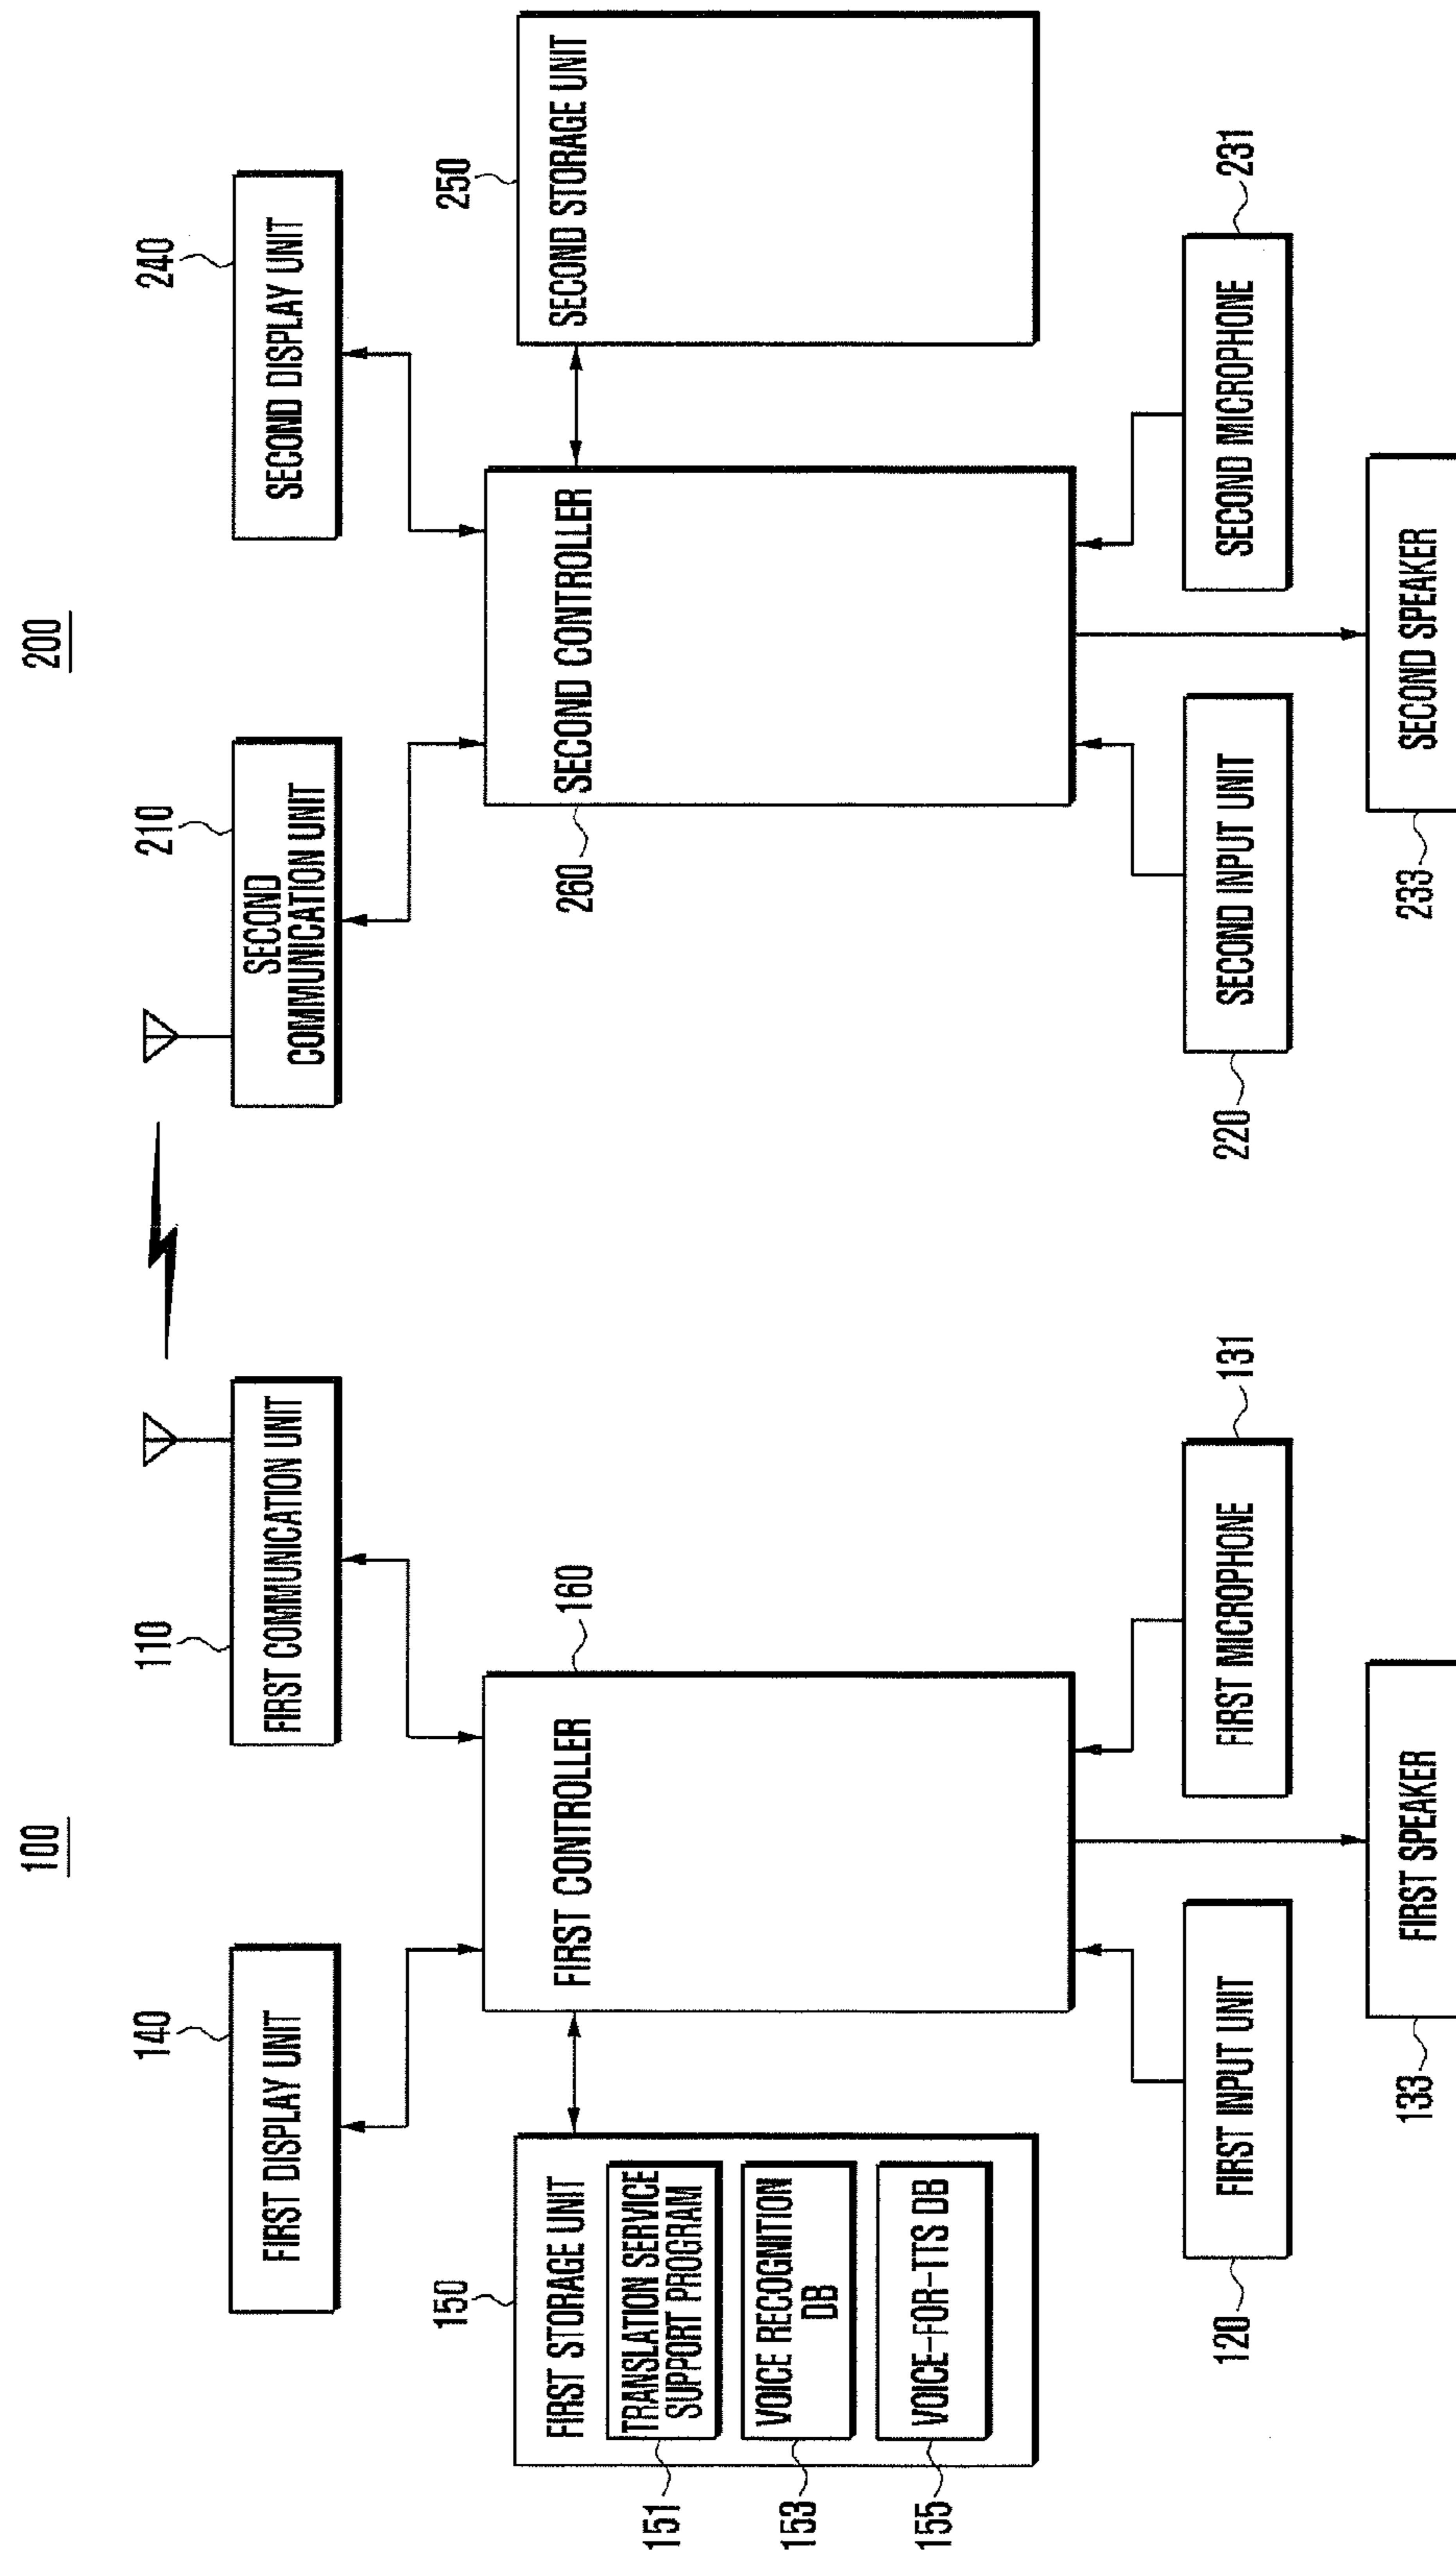 100
200
140
110
210
240
FIRST DISPLAY UNIT
FIRST COMMUNICATION UNIT
SECOND
COMMUNICATION UNIT
SECOND DISPLAY UNIT
150
FIRST STORAGE UNIT
TRANSLATION SERVICE
SUPPORT PROGRAM
151
VOICE RECOGNITION
DB
153
VOICE-FOR-TTS DB
155
FIRST CONTROLLER
160
SECOND CONTROLLER
260
250
SECOND STORAGE UNIT
120
FIRST INPUT UNIT
FIRST MICROPHONE
131
220
SECOND INPUT UNIT
SECOND MICROPHONE
231
133
FIRST SPEAKER
233
SECOND SPEAKER